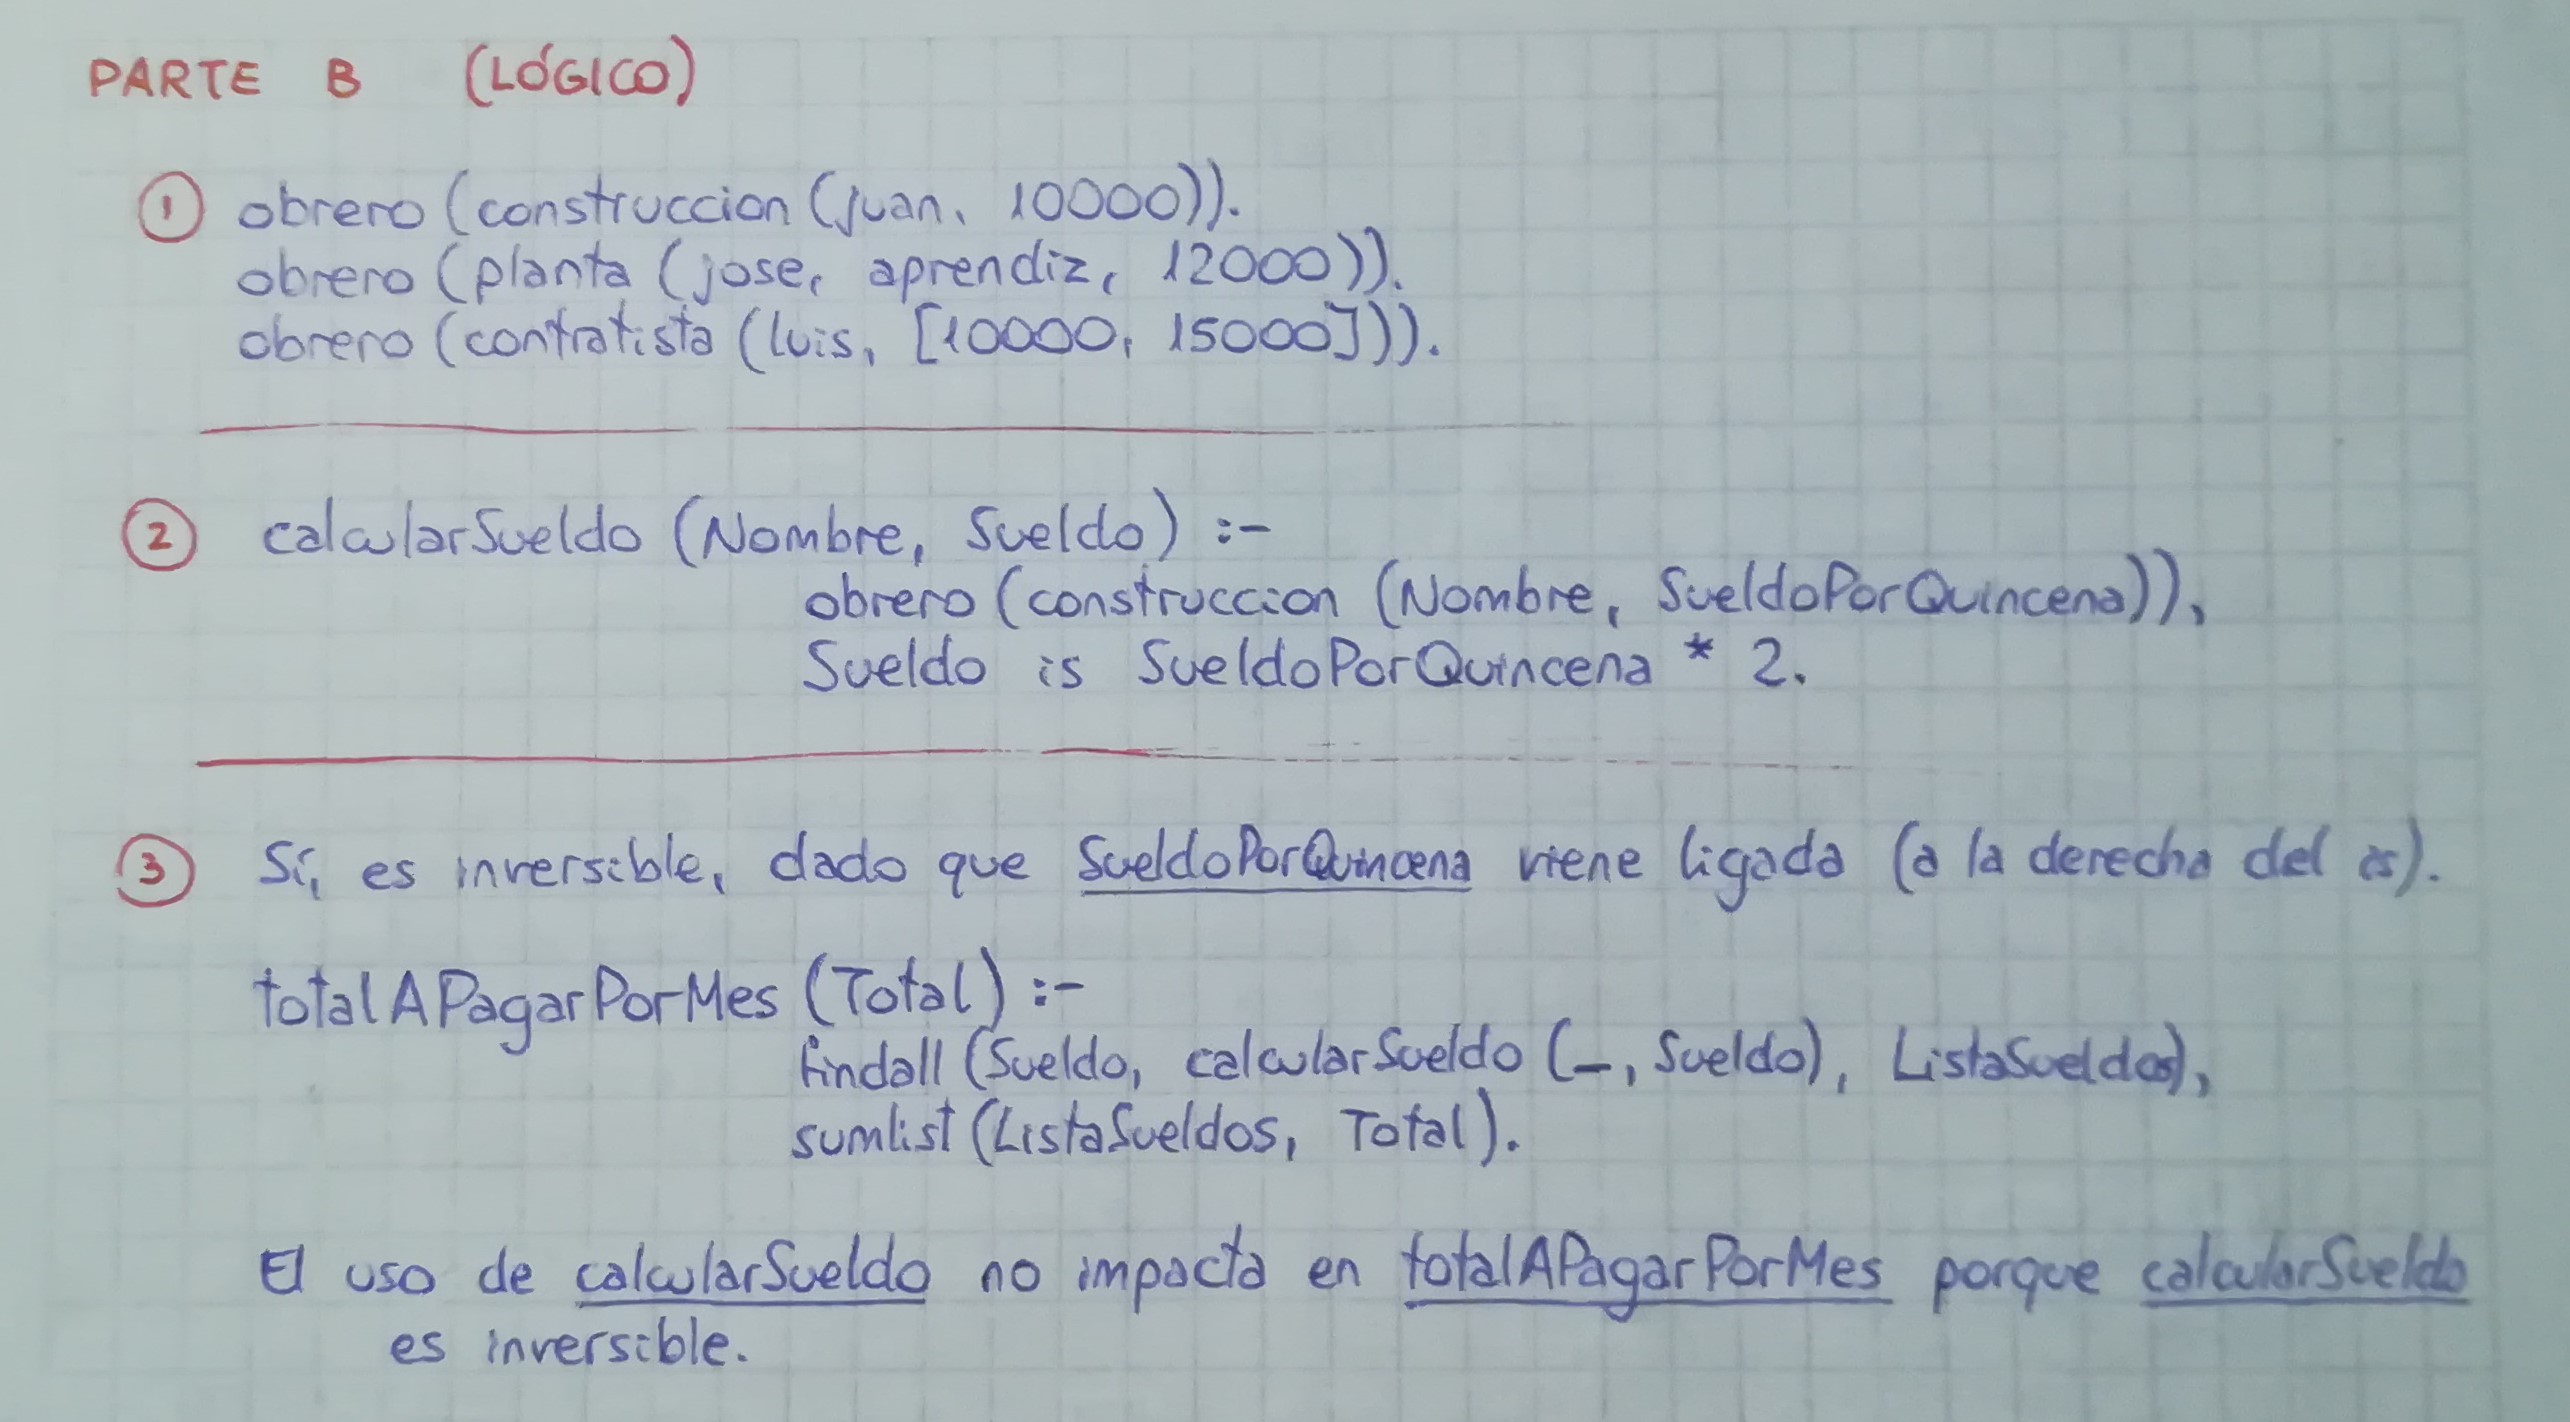 PARTE B (LÓGICO)
1 obrero (construccion (juan, 10000)).
obrero (planta (jose, aprendiz, 12000)).
obrero (contratista (luis, [10000, 15000])).
2 calcularSueldo (Nombre, Sueldo) :-
obrero (construccion (Nombre, SueldoPorQuincena)),
Sueldo is SueldoPorQuincena * 2.
3 Sí, es inversible, dado que SueldoPorQuincena viene ligada (a la derecha del is).
totalAPagarPorMes (Total) :-
findall (Sueldo, calcularSueldo (_, Sueldo), ListaSueldos),
sumlist (ListaSueldos, Total).
El uso de calcularSueldo no impacta en totalAPagarPorMes porque calcularSueldo
es inversible.